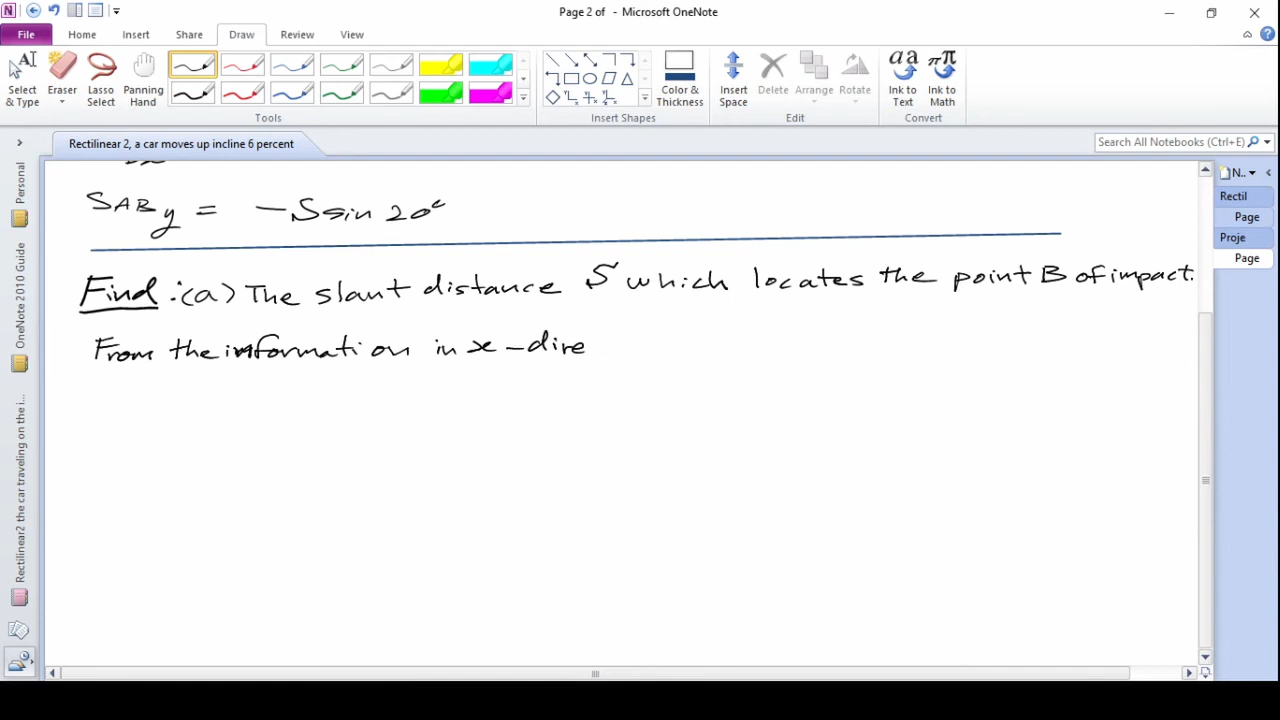 Page 2 of - Microsoft OneNote
File Home Insert Share Draw Review View
Select & Type
Eraser
Lasso Select
Panning Hand
Color & Thickness
Insert Space
Delete
Arrange
Rotate
Ink to Text
Ink to Math
Tools
Insert Shapes
Edit
Convert
Rectilinear 2, a car moves up incline 6 percent
Search All Notebooks (Ctrl+E)
N..
Personal
OneNote 2010 Guide
Rectilinear2 the car traveling on the i...
Rectil
Page
Proje
Page
SABy = -S sin 20°
Find : (a) The slant distance S which locates the point B of impact.
From the information in x-dire